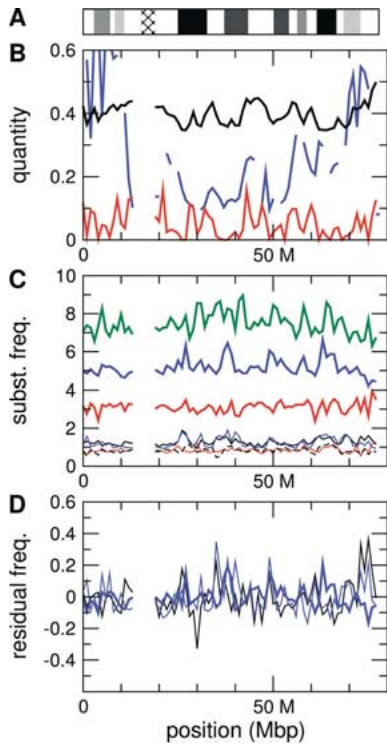 A
B
0.6
0.4
0.2
0
quantity
0
50 M
C
10
8
6
4
2
0
subst. freq.
0
50 M
D
0.6
0.4
0.2
0
-0.2
-0.4
residual freq.
0
50 M
position (Mbp)